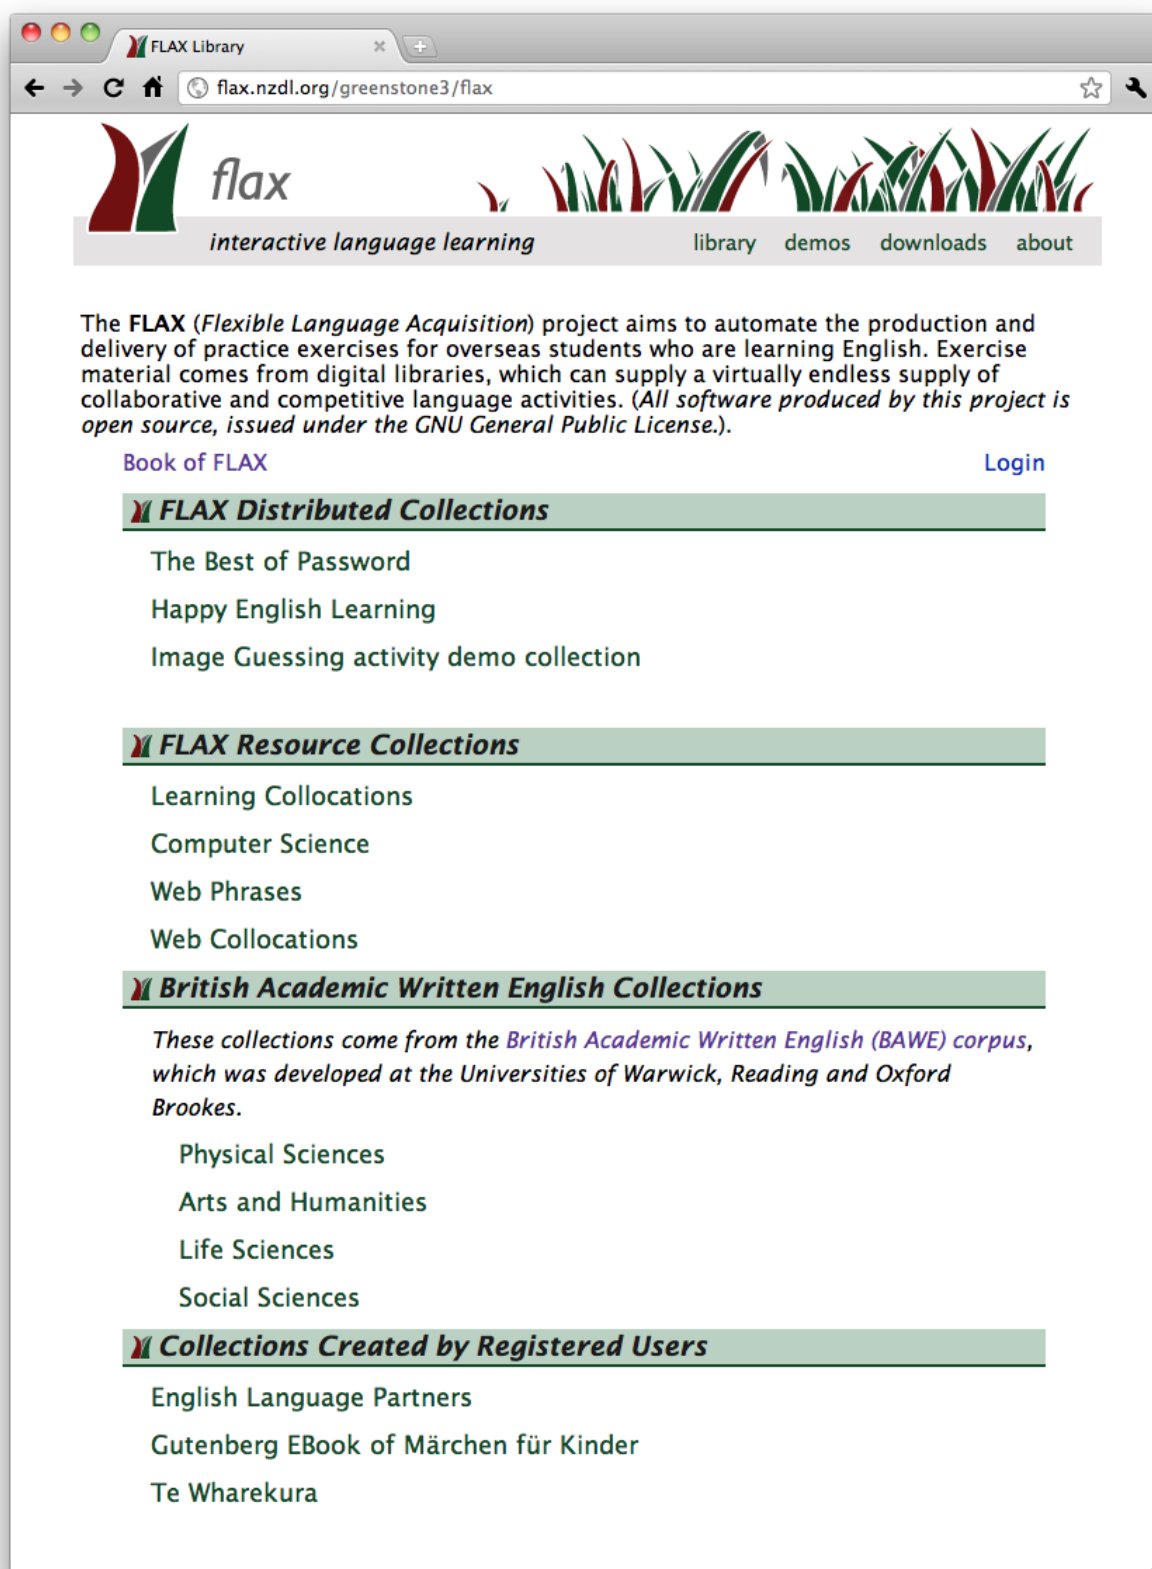 FLAX Library
flax.nzdl.org/greenstone3/flax
flax
interactive language learning
library demos downloads about
The FLAX (Flexible Language Acquisition) project aims to automate the production and
delivery of practice exercises for overseas students who are learning English. Exercise
material comes from digital libraries, which can supply a virtually endless supply of
collaborative and competitive language activities. (All software produced by this project is
open source, issued under the GNU General Public License.).
Book of FLAX Login
FLAX Distributed Collections
The Best of Password
Happy English Learning
Image Guessing activity demo collection
FLAX Resource Collections
Learning Collocations
Computer Science
Web Phrases
Web Collocations
British Academic Written English Collections
These collections come from the British Academic Written English (BAWE) corpus,
which was developed at the Universities of Warwick, Reading and Oxford
Brookes.
Physical Sciences
Arts and Humanities
Life Sciences
Social Sciences
Collections Created by Registered Users
English Language Partners
Gutenberg EBook of Märchen für Kinder
Te Wharekura